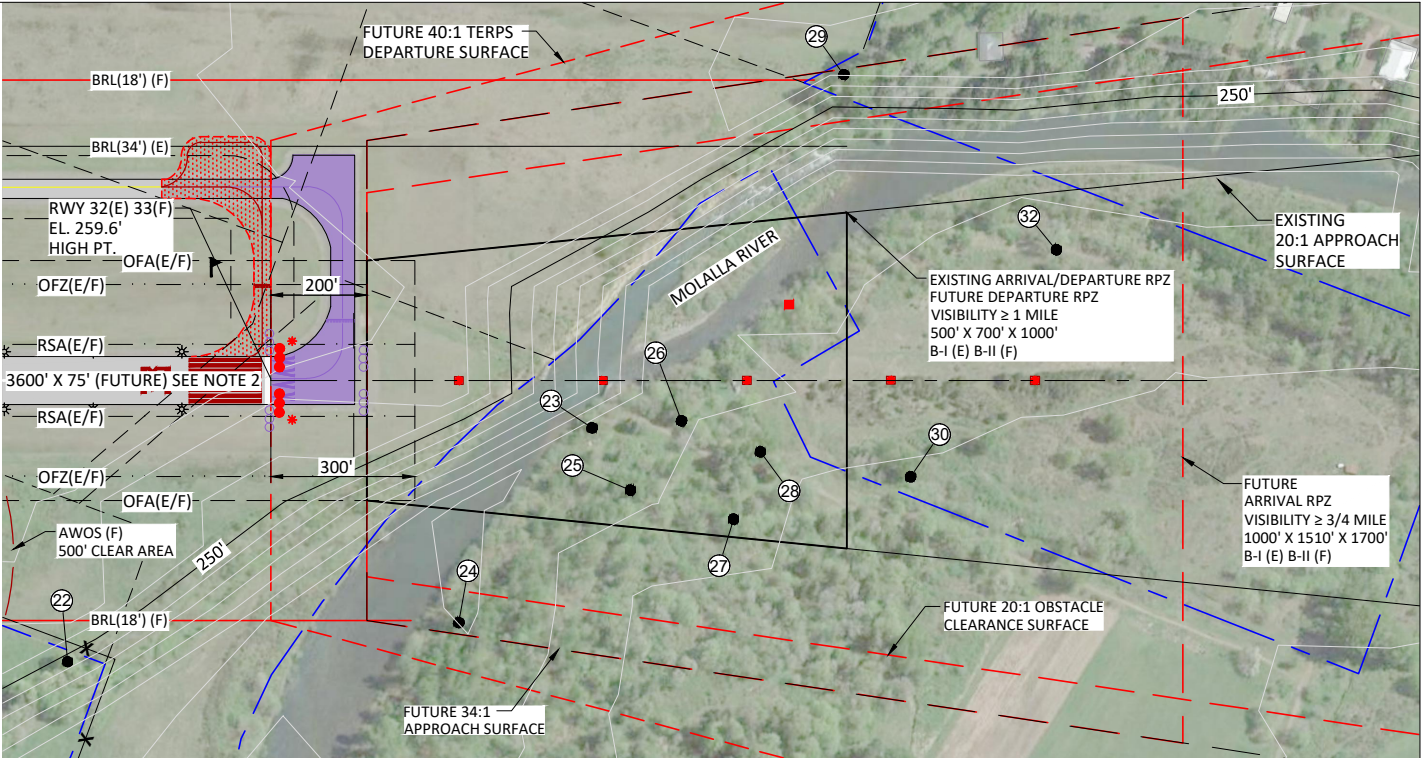 FUTURE 40:1 TERPS
DEPARTURE SURFACE
29
BRL(18') (F)
250'
BRL(34') (E)
RWY 32(E) 33(F)
EL. 259.6'
HIGH PT.
OFA(E/F)
OFZ(E/F)
200'
MOLALLA RIVER
32
EXISTING
20:1 APPROACH
SURFACE
EXISTING ARRIVAL/DEPARTURE RPZ
FUTURE DEPARTURE RPZ
VISIBILITY ≥ 1 MILE
500' X 700' X 1000'
B-I (E) B-II (F)
RSA(E/F)
26
3600' X 75' (FUTURE) SEE NOTE 2
23
RSA(E/F)
30
300'
25
OFZ(E/F)
28
OFA(E/F)
FUTURE
ARRIVAL RPZ
VISIBILITY ≥ 3/4 MILE
1000' X 1510' X 1700'
B-I (E) B-II (F)
AWOS (F)
500' CLEAR AREA
250'
27
24
22
BRL(18') (F)
FUTURE 20:1 OBSTACLE
CLEARANCE SURFACE
FUTURE 34:1
APPROACH SURFACE